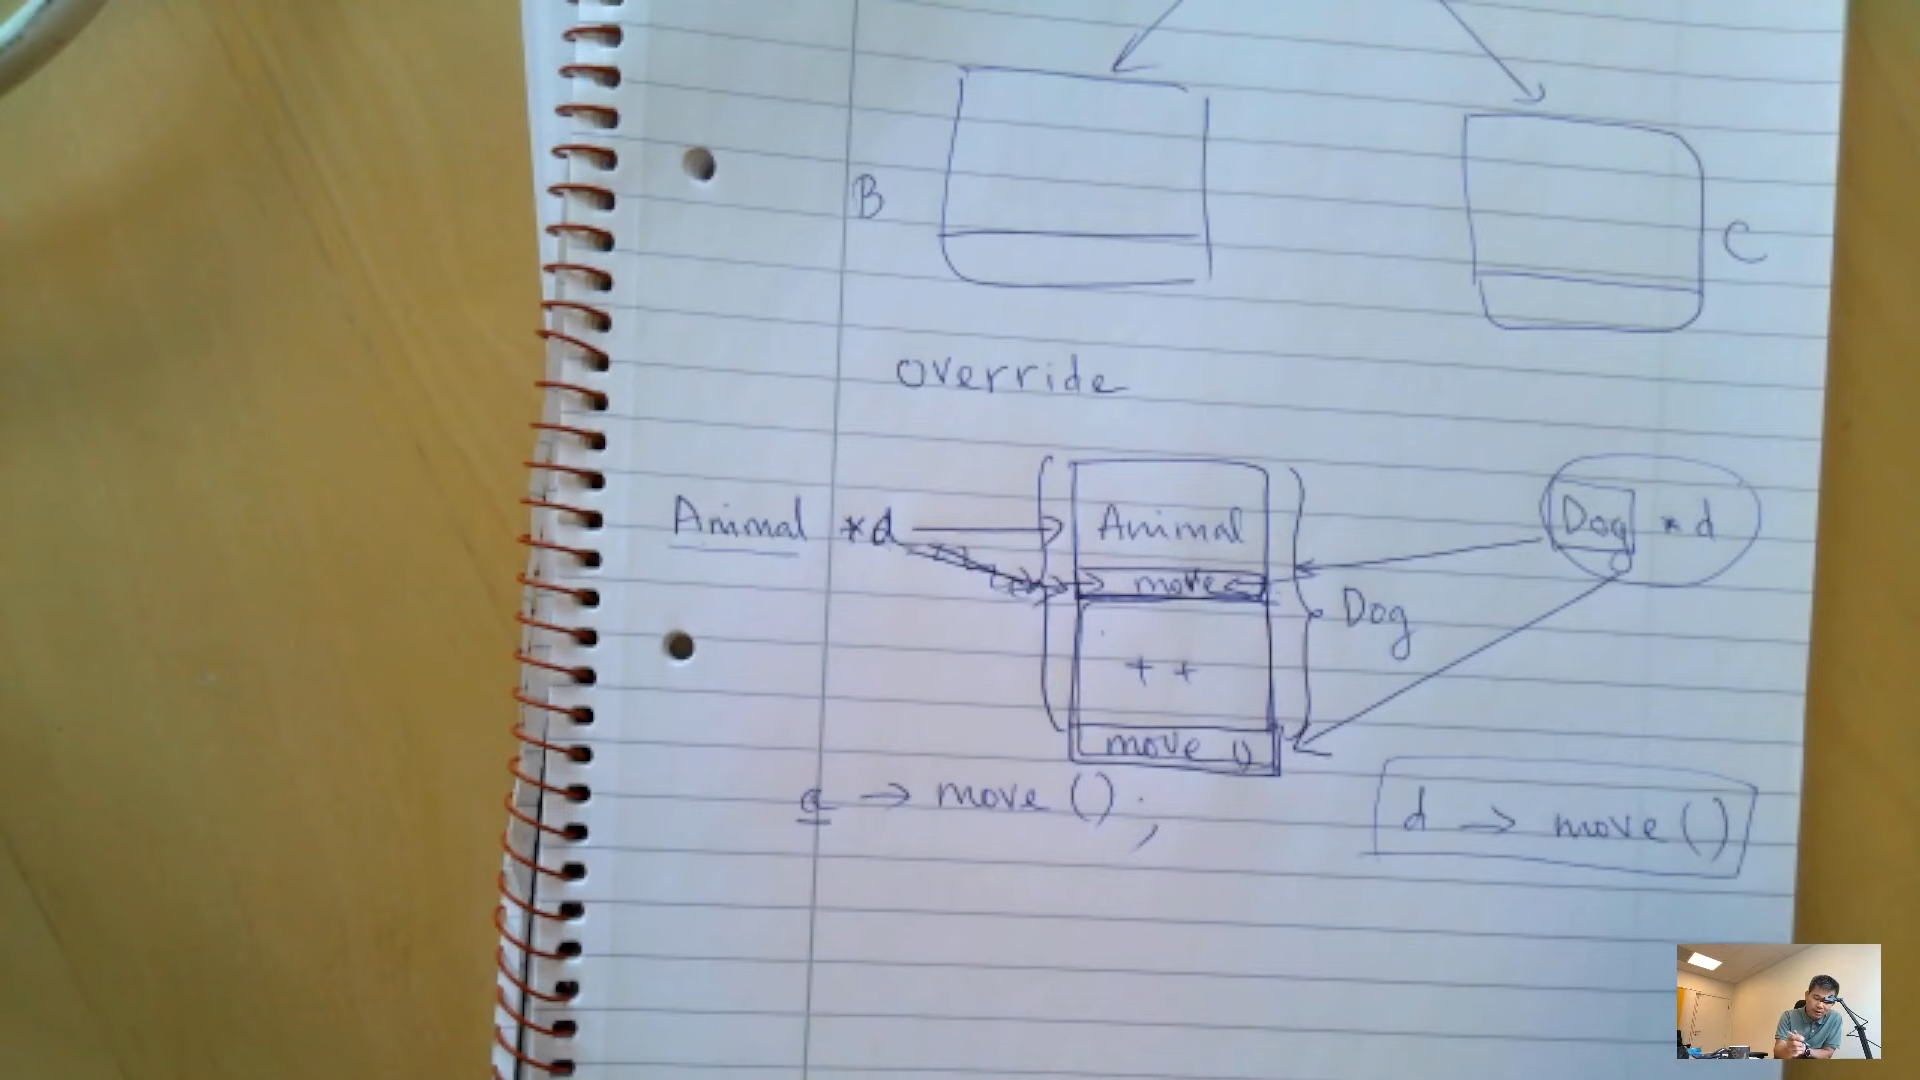 B
C
override
Animal *d
Animal
Dog *d
move
Dog
+ +
move ()
a → move ();
d → move ()